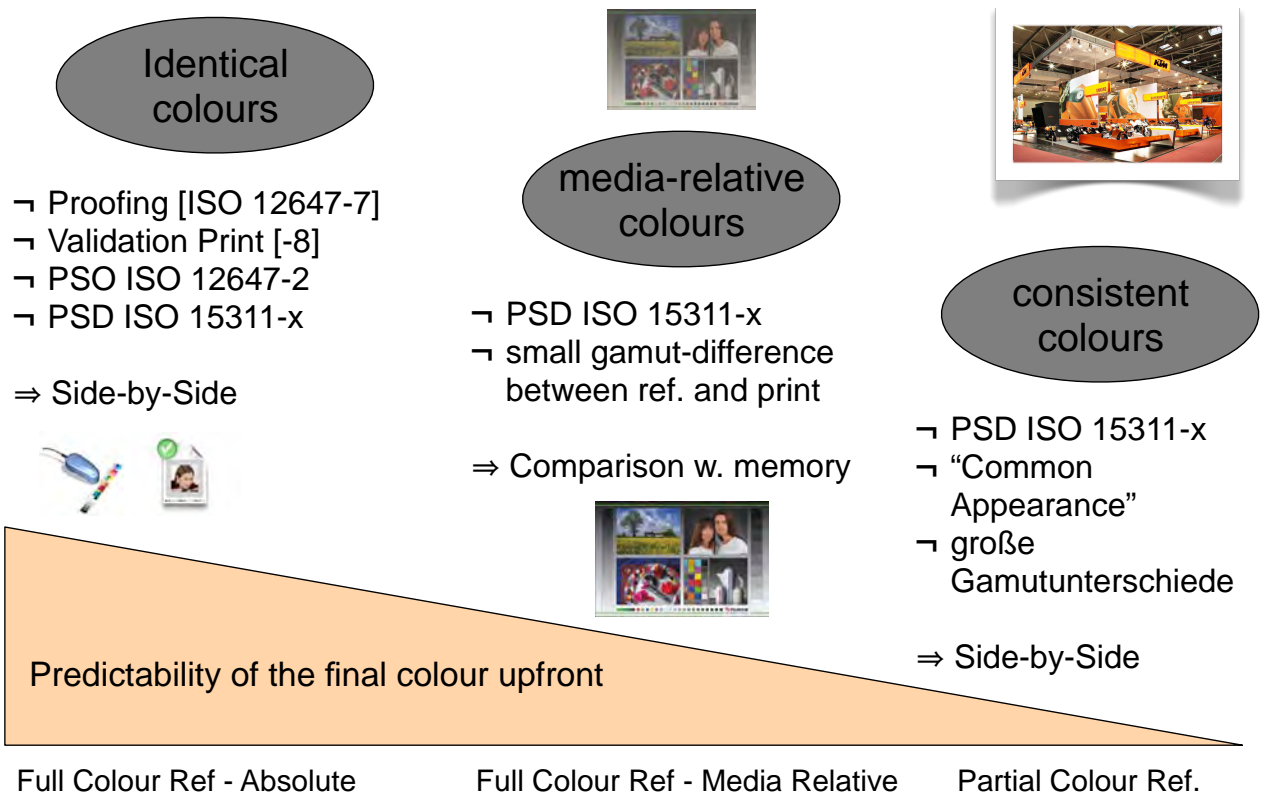 Identical
colours
¬ Proofing [ISO 12647-7]
¬ Validation Print [-8]
¬ PSO ISO 12647-2
¬ PSD ISO 15311-x
⇒ Side-by-Side
media-relative
colours
¬ PSD ISO 15311-x
¬ small gamut-difference
between ref. and print
⇒ Comparison w. memory
KTM
consistent
colours
¬ PSD ISO 15311-x
¬ “Common
Appearance”
¬ große
Gamutunterschiede
⇒ Side-by-Side
Predictability of the final colour upfront
Full Colour Ref - Absolute
Full Colour Ref - Media Relative
Partial Colour Ref.